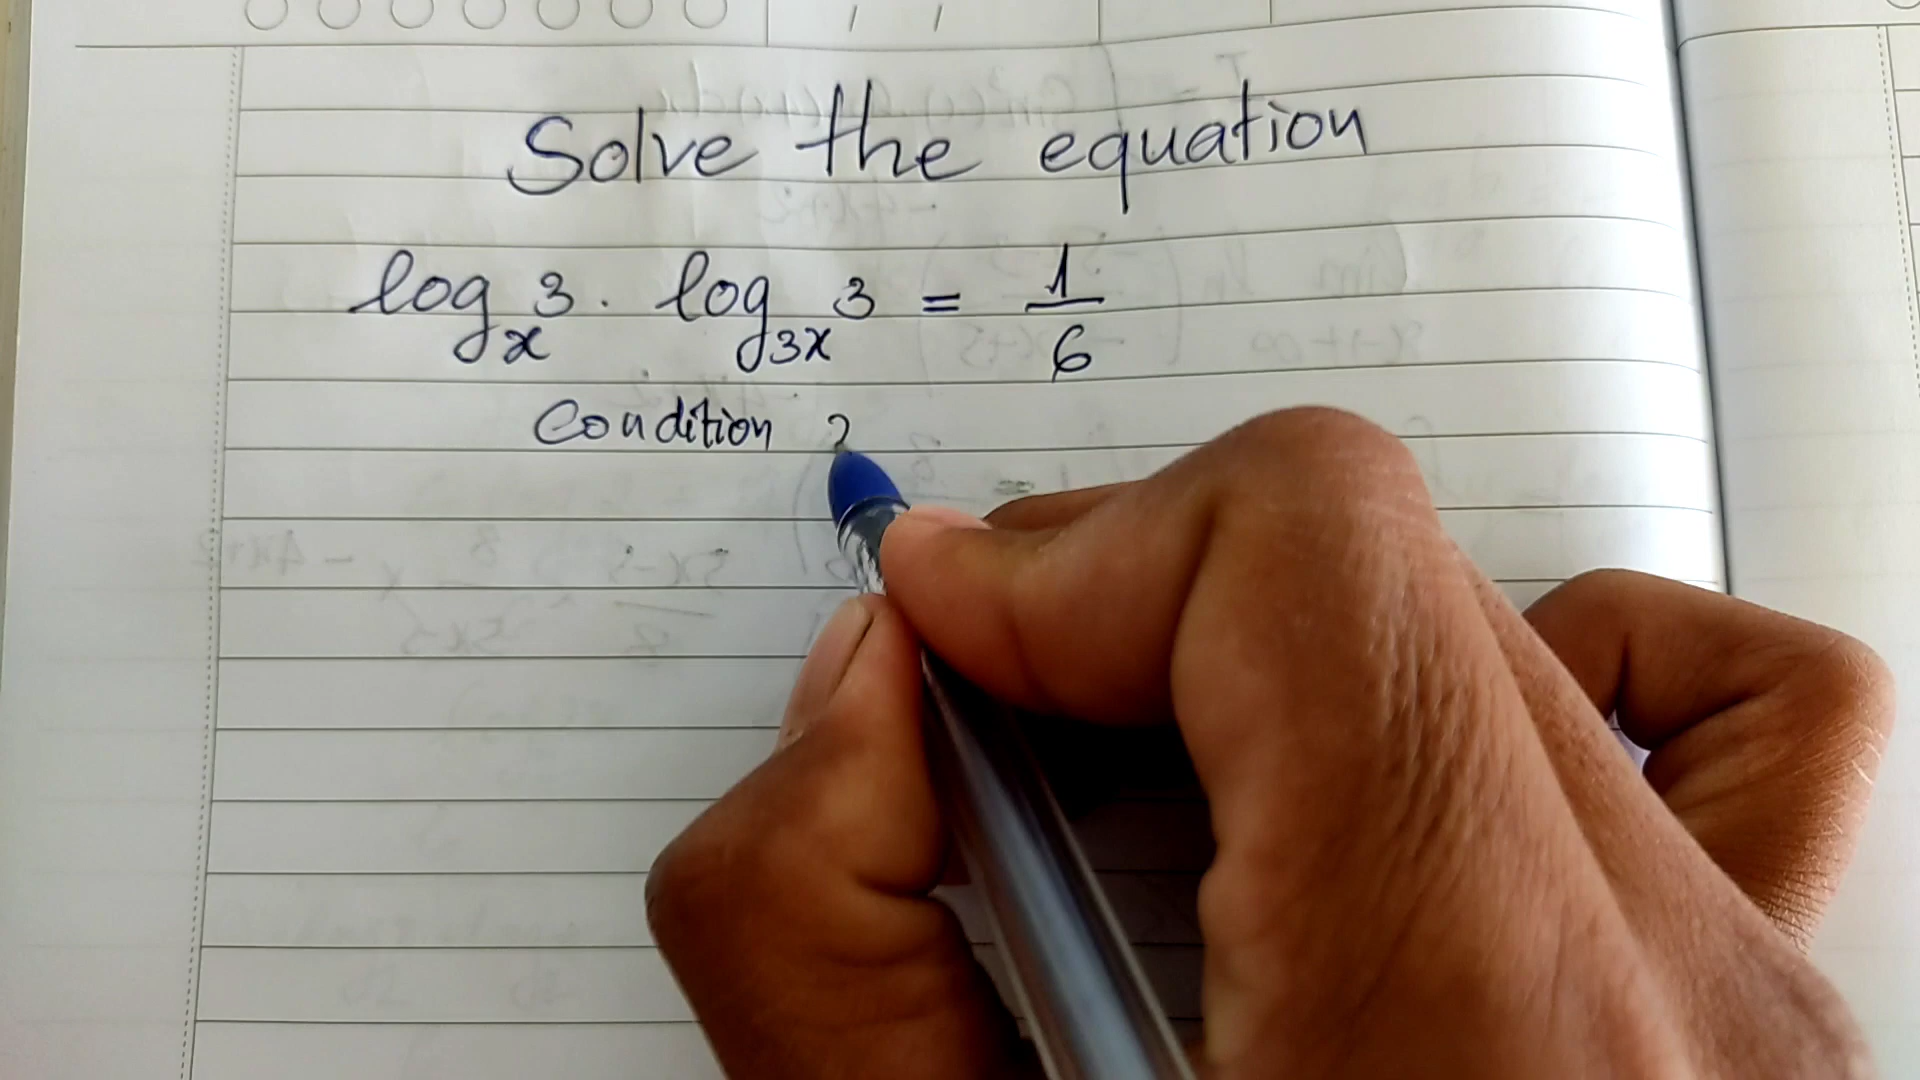 Solve the equation
log_x 3 . log_3x 3 = 1/6
Condition